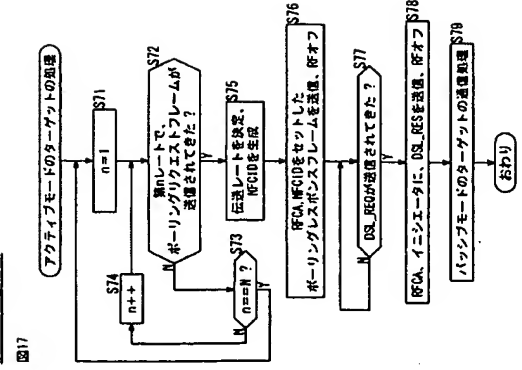 図17
アクティブモードのターゲットの処理
S71
n=1
S72
第nレートで、
ポーリングリクエストフレームが
送信されてきた？
N
Y
S73
n==N ?
N
Y
S74
n++
S75
伝送レートを決定、
NFCIDを生成
S76
RFCA、NFCIDをセットした
ポーリングレスポンスフレームを送信、RFオフ
S77
DSL_REQが送信されてきた？
N
Y
S78
RFCA、イニシエータに、DSL_RESを送信、RFオフ
S79
パッシブモードのターゲットの通信処理
おわり